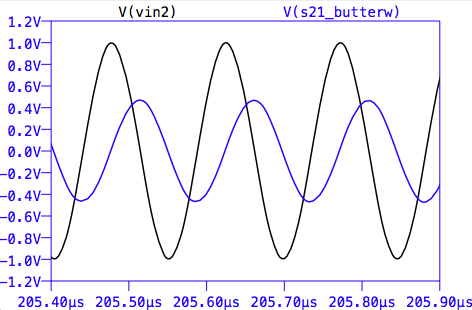 V(vin2) V(s21_butterw)
1.2V
1.0V
0.8V
0.6V
0.4V
0.2V
0.0V
-0.2V
-0.4V
-0.6V
-0.8V
-1.0V
-1.2V
205.40µs 205.50µs 205.60µs 205.70µs 205.80µs 205.90µs